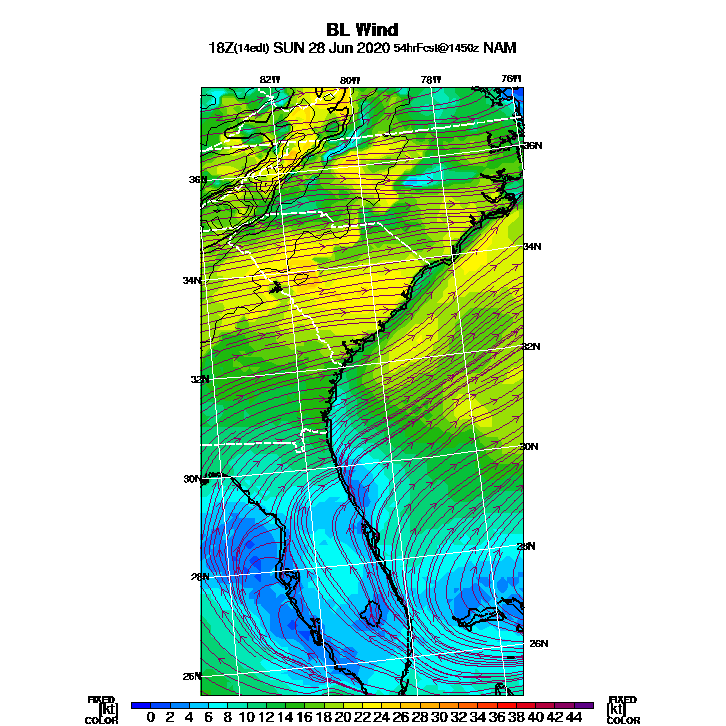 BL Wind
18Z(14edt) SUN 28 Jun 2020 54hrFcst@1450z NAM
82W 80W 78W 76W
36N
36N
34N
34N
32N
32N
30N
30N
28N
28N
26N
26N
FIXED FIXED
[kt] 0 2 4 6 8 10 12 14 16 18 20 22 24 26 28 30 32 34 36 38 40 42 44 [kt]
COLOR COLOR